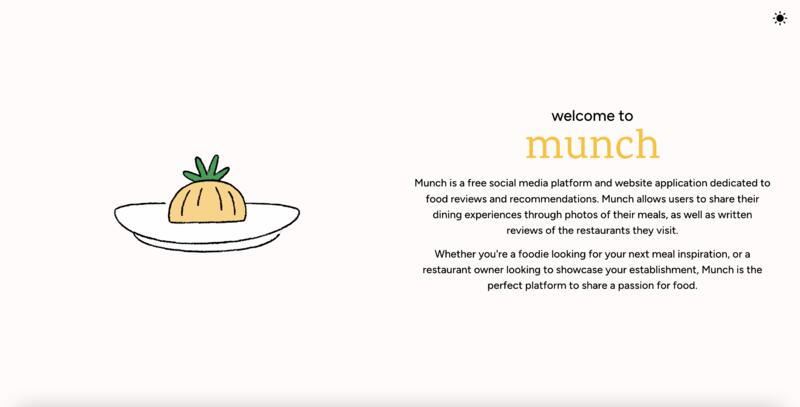 welcome to
munch
Munch is a free social media platform and website application dedicated to
food reviews and recommendations. Munch allows users to share their
dining experiences through photos of their meals, as well as written
reviews of the restaurants they visit.
Whether you're a foodie looking for your next meal inspiration, or a
restaurant owner looking to showcase your establishment, Munch is the
perfect platform to share a passion for food.